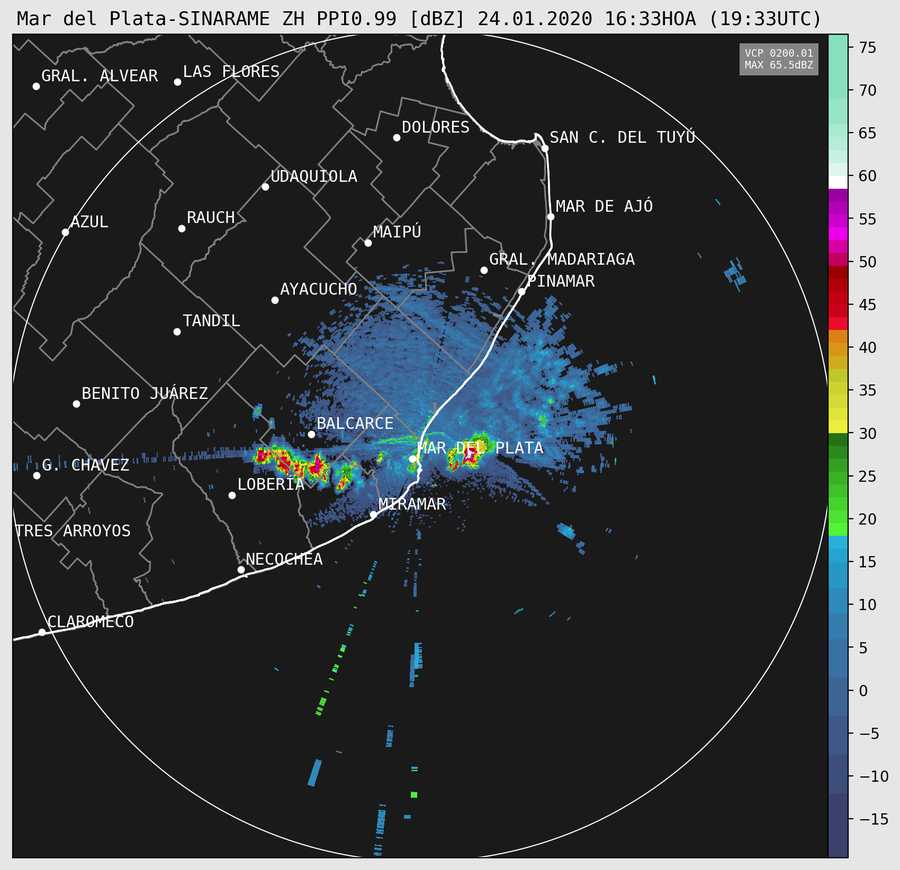 Mar del Plata-SINARAME ZH PPI0.99 [dBZ] 24.01.2020 16:33HOA (19:33UTC)
VCP 0200.01
MAX 65.5dBZ
GRAL. ALVEAR
LAS FLORES
DOLORES
SAN C. DEL TUYÚ
UDAQUIOLA
MAR DE AJÓ
AZUL
RAUCH
MAIPÚ
GRAL. MADARIAGA
PINAMAR
AYACUCHO
TANDIL
BENITO JUÁREZ
BALCARCE
MAR DEL PLATA
G. CHAVEZ
LOBERÍA
MIRAMAR
TRES ARROYOS
NECOCHEA
CLAROMECO
75
70
65
60
55
50
45
40
35
30
25
20
15
10
5
0
−5
−10
−15